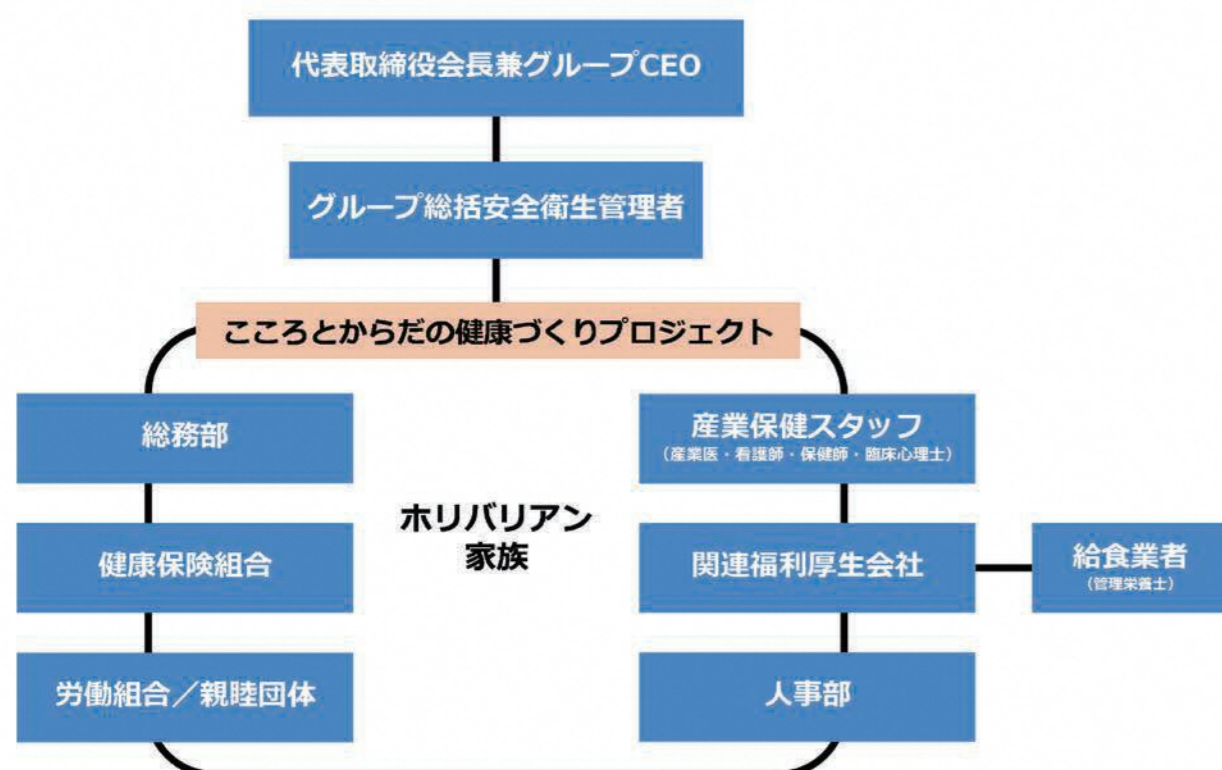 代表取締役会長兼グループCEO
グループ総括安全衛生管理者
こころとからだの健康づくりプロジェクト
総務部
産業保健スタッフ
（産業医・看護師・保健師・臨床心理士）
ホリバリアン
家族
健康保険組合
関連福利厚生会社
給食業者
（管理栄養士）
労働組合／親睦団体
人事部